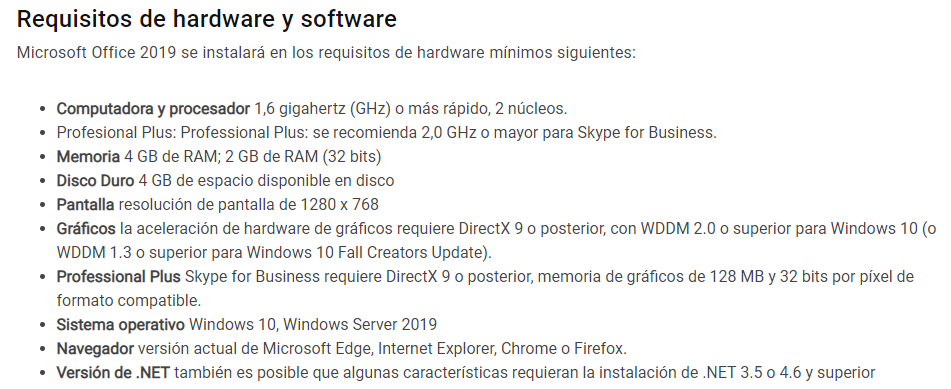 Requisitos de hardware y software
Microsoft Office 2019 se instalará en los requisitos de hardware mínimos siguientes:
• Computadora y procesador 1,6 gigahertz (GHz) o más rápido, 2 núcleos.
• Profesional Plus: Professional Plus: se recomienda 2,0 GHz o mayor para Skype for Business.
• Memoria 4 GB de RAM; 2 GB de RAM (32 bits)
• Disco Duro 4 GB de espacio disponible en disco
• Pantalla resolución de pantalla de 1280 x 768
• Gráficos la aceleración de hardware de gráficos requiere DirectX 9 o posterior, con WDDM 2.0 o superior para Windows 10 (o
WDDM 1.3 o superior para Windows 10 Fall Creators Update).
• Professional Plus Skype for Business requiere DirectX 9 o posterior, memoria de gráficos de 128 MB y 32 bits por píxel de
formato compatible.
• Sistema operativo Windows 10, Windows Server 2019
• Navegador versión actual de Microsoft Edge, Internet Explorer, Chrome o Firefox.
• Versión de .NET también es posible que algunas características requieran la instalación de .NET 3.5 o 4.6 y superior